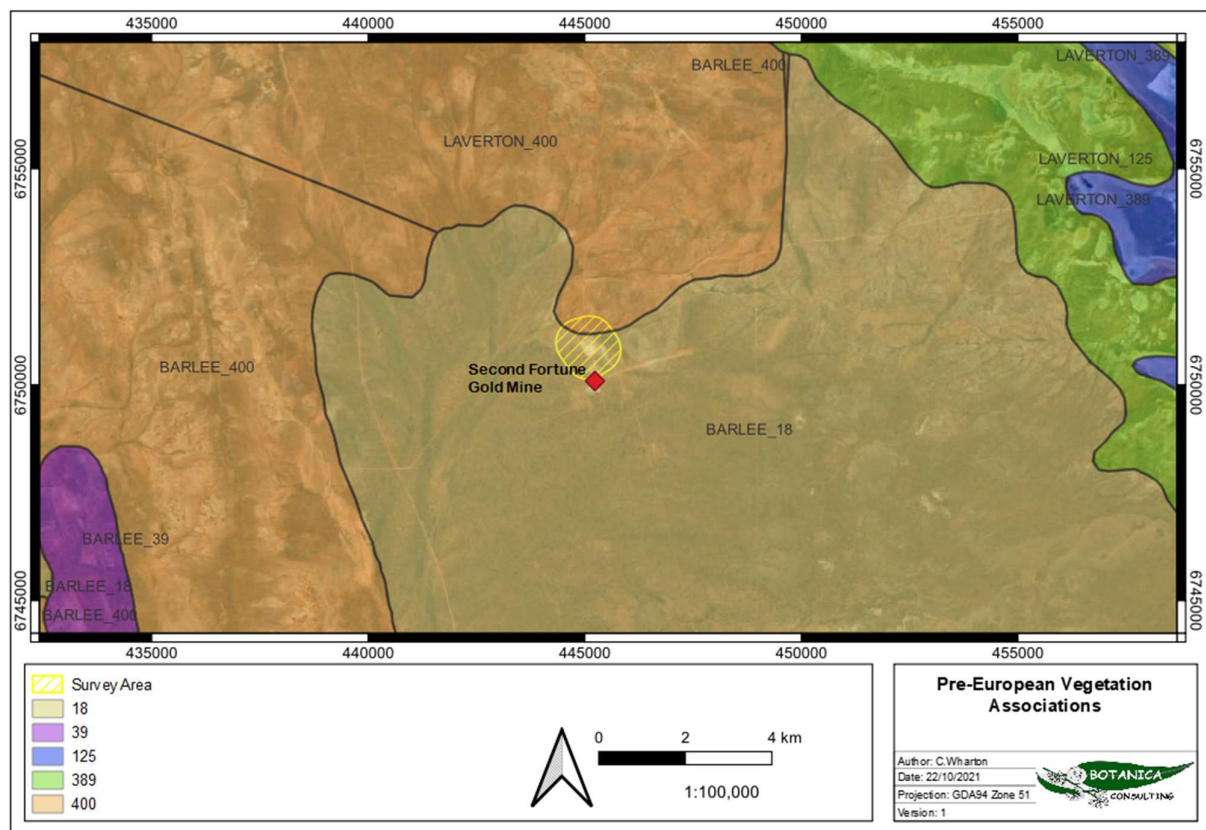 435000 440000 445000 450000 455000
LAVERTON_389
BARLEE_400
LAVERTON_400
LAVERTON_125
6755000 6755000
LAVERTON_389
BARLEE_400
Second Fortune
Gold Mine
6750000 6750000
BARLEE_18
BARLEE_39
BARLEE_18
BARLEE_400
6745000 6745000
435000 440000 445000 450000 455000
Survey Area
18
39
125
389
400
0 2 4 km
1:100,000
Pre-European Vegetation
Associations
Author: C.Wharton
Date: 22/10/2021
Projection: GDA94 Zone 51
Version: 1
BOTANICA
CONSULTING